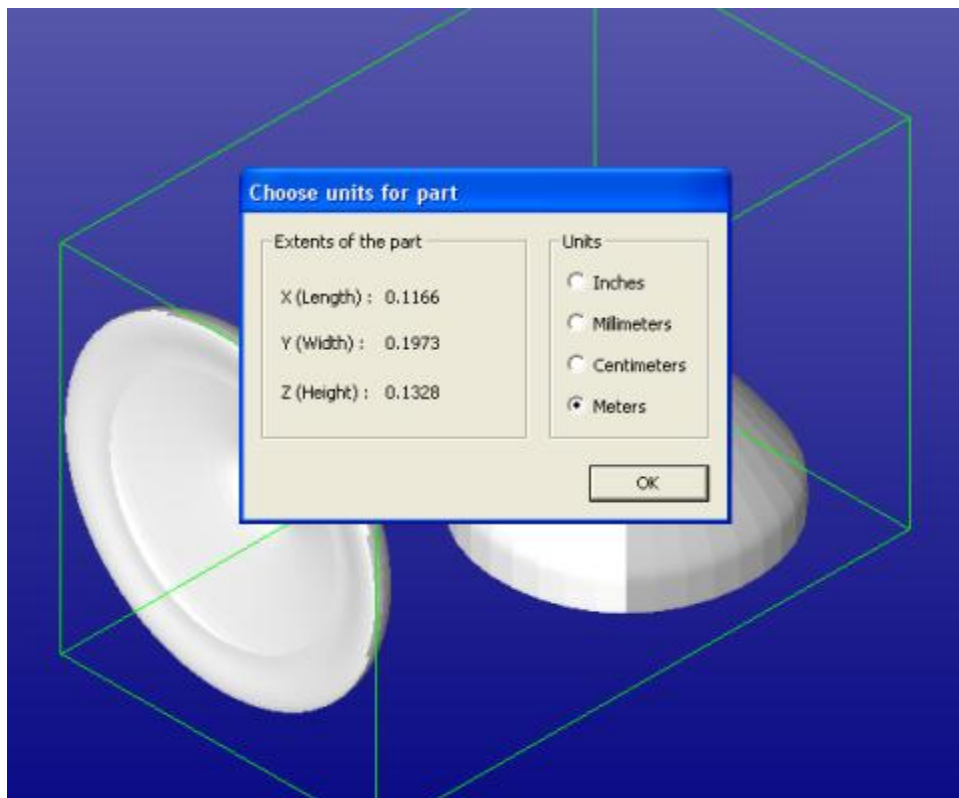 Choose units for part
Extents of the part
X (Length) : 0.1166
Y (Width) : 0.1973
Z (Height) : 0.1328
Units
Inches
Millimeters
Centimeters
Meters
OK